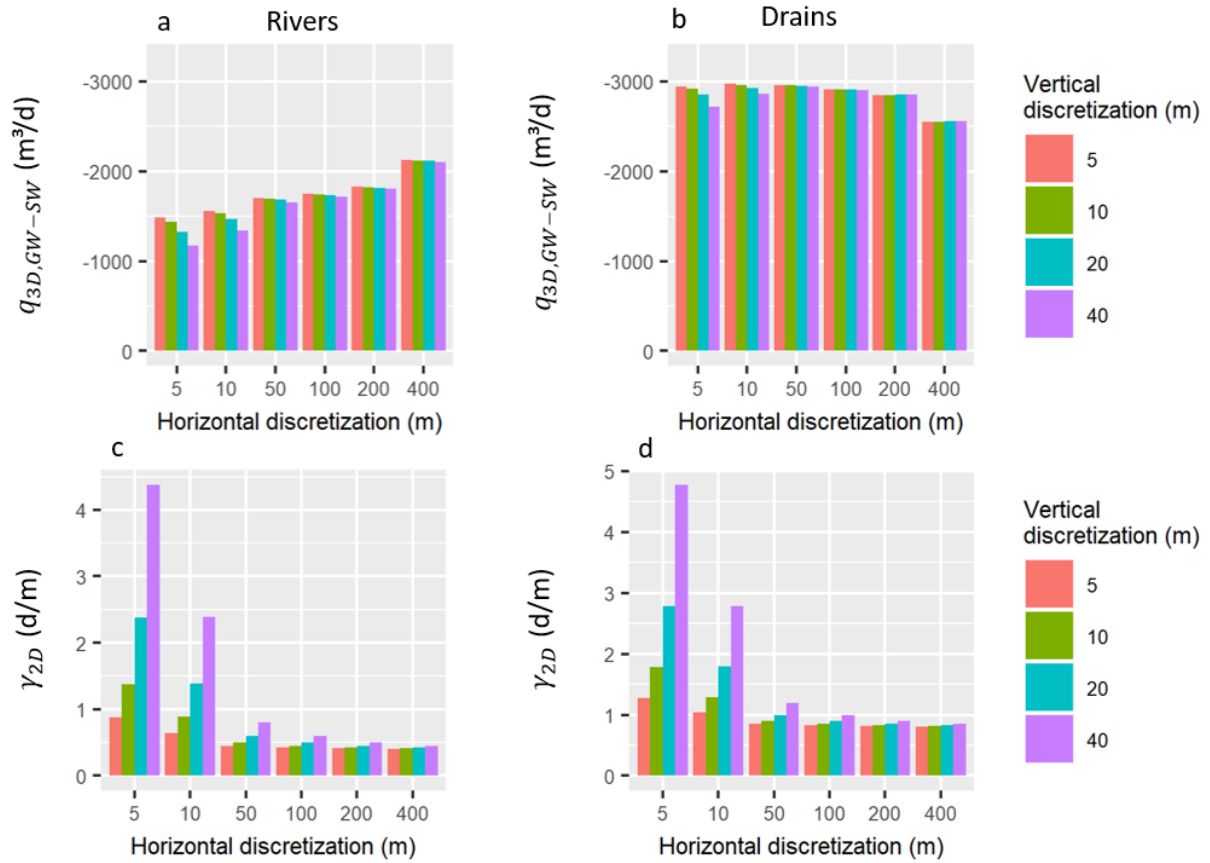 a
Rivers
-3000
-2000
-1000
0
q3D,GW−SW (m³/d)
5 10 50 100 200 400
Horizontal discretization (m)
b
Drains
-3000
-2000
-1000
0
q3D,GW−SW (m³/d)
5 10 50 100 200 400
Horizontal discretization (m)
Vertical
discretization (m)
5
10
20
40
c
4
3
2
1
0
γ2D (d/m)
5 10 50 100 200 400
Horizontal discretization (m)
d
5
4
3
2
1
0
γ2D (d/m)
5 10 50 100 200 400
Horizontal discretization (m)
Vertical
discretization (m)
5
10
20
40